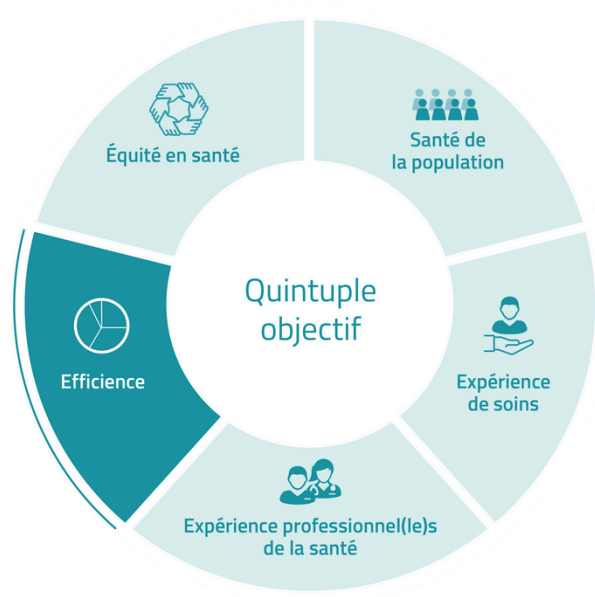 Équité en santé
Santé de
la population
Quintuple
objectif
Efficience
Expérience
de soins
Expérience professionnel(le)s
de la santé